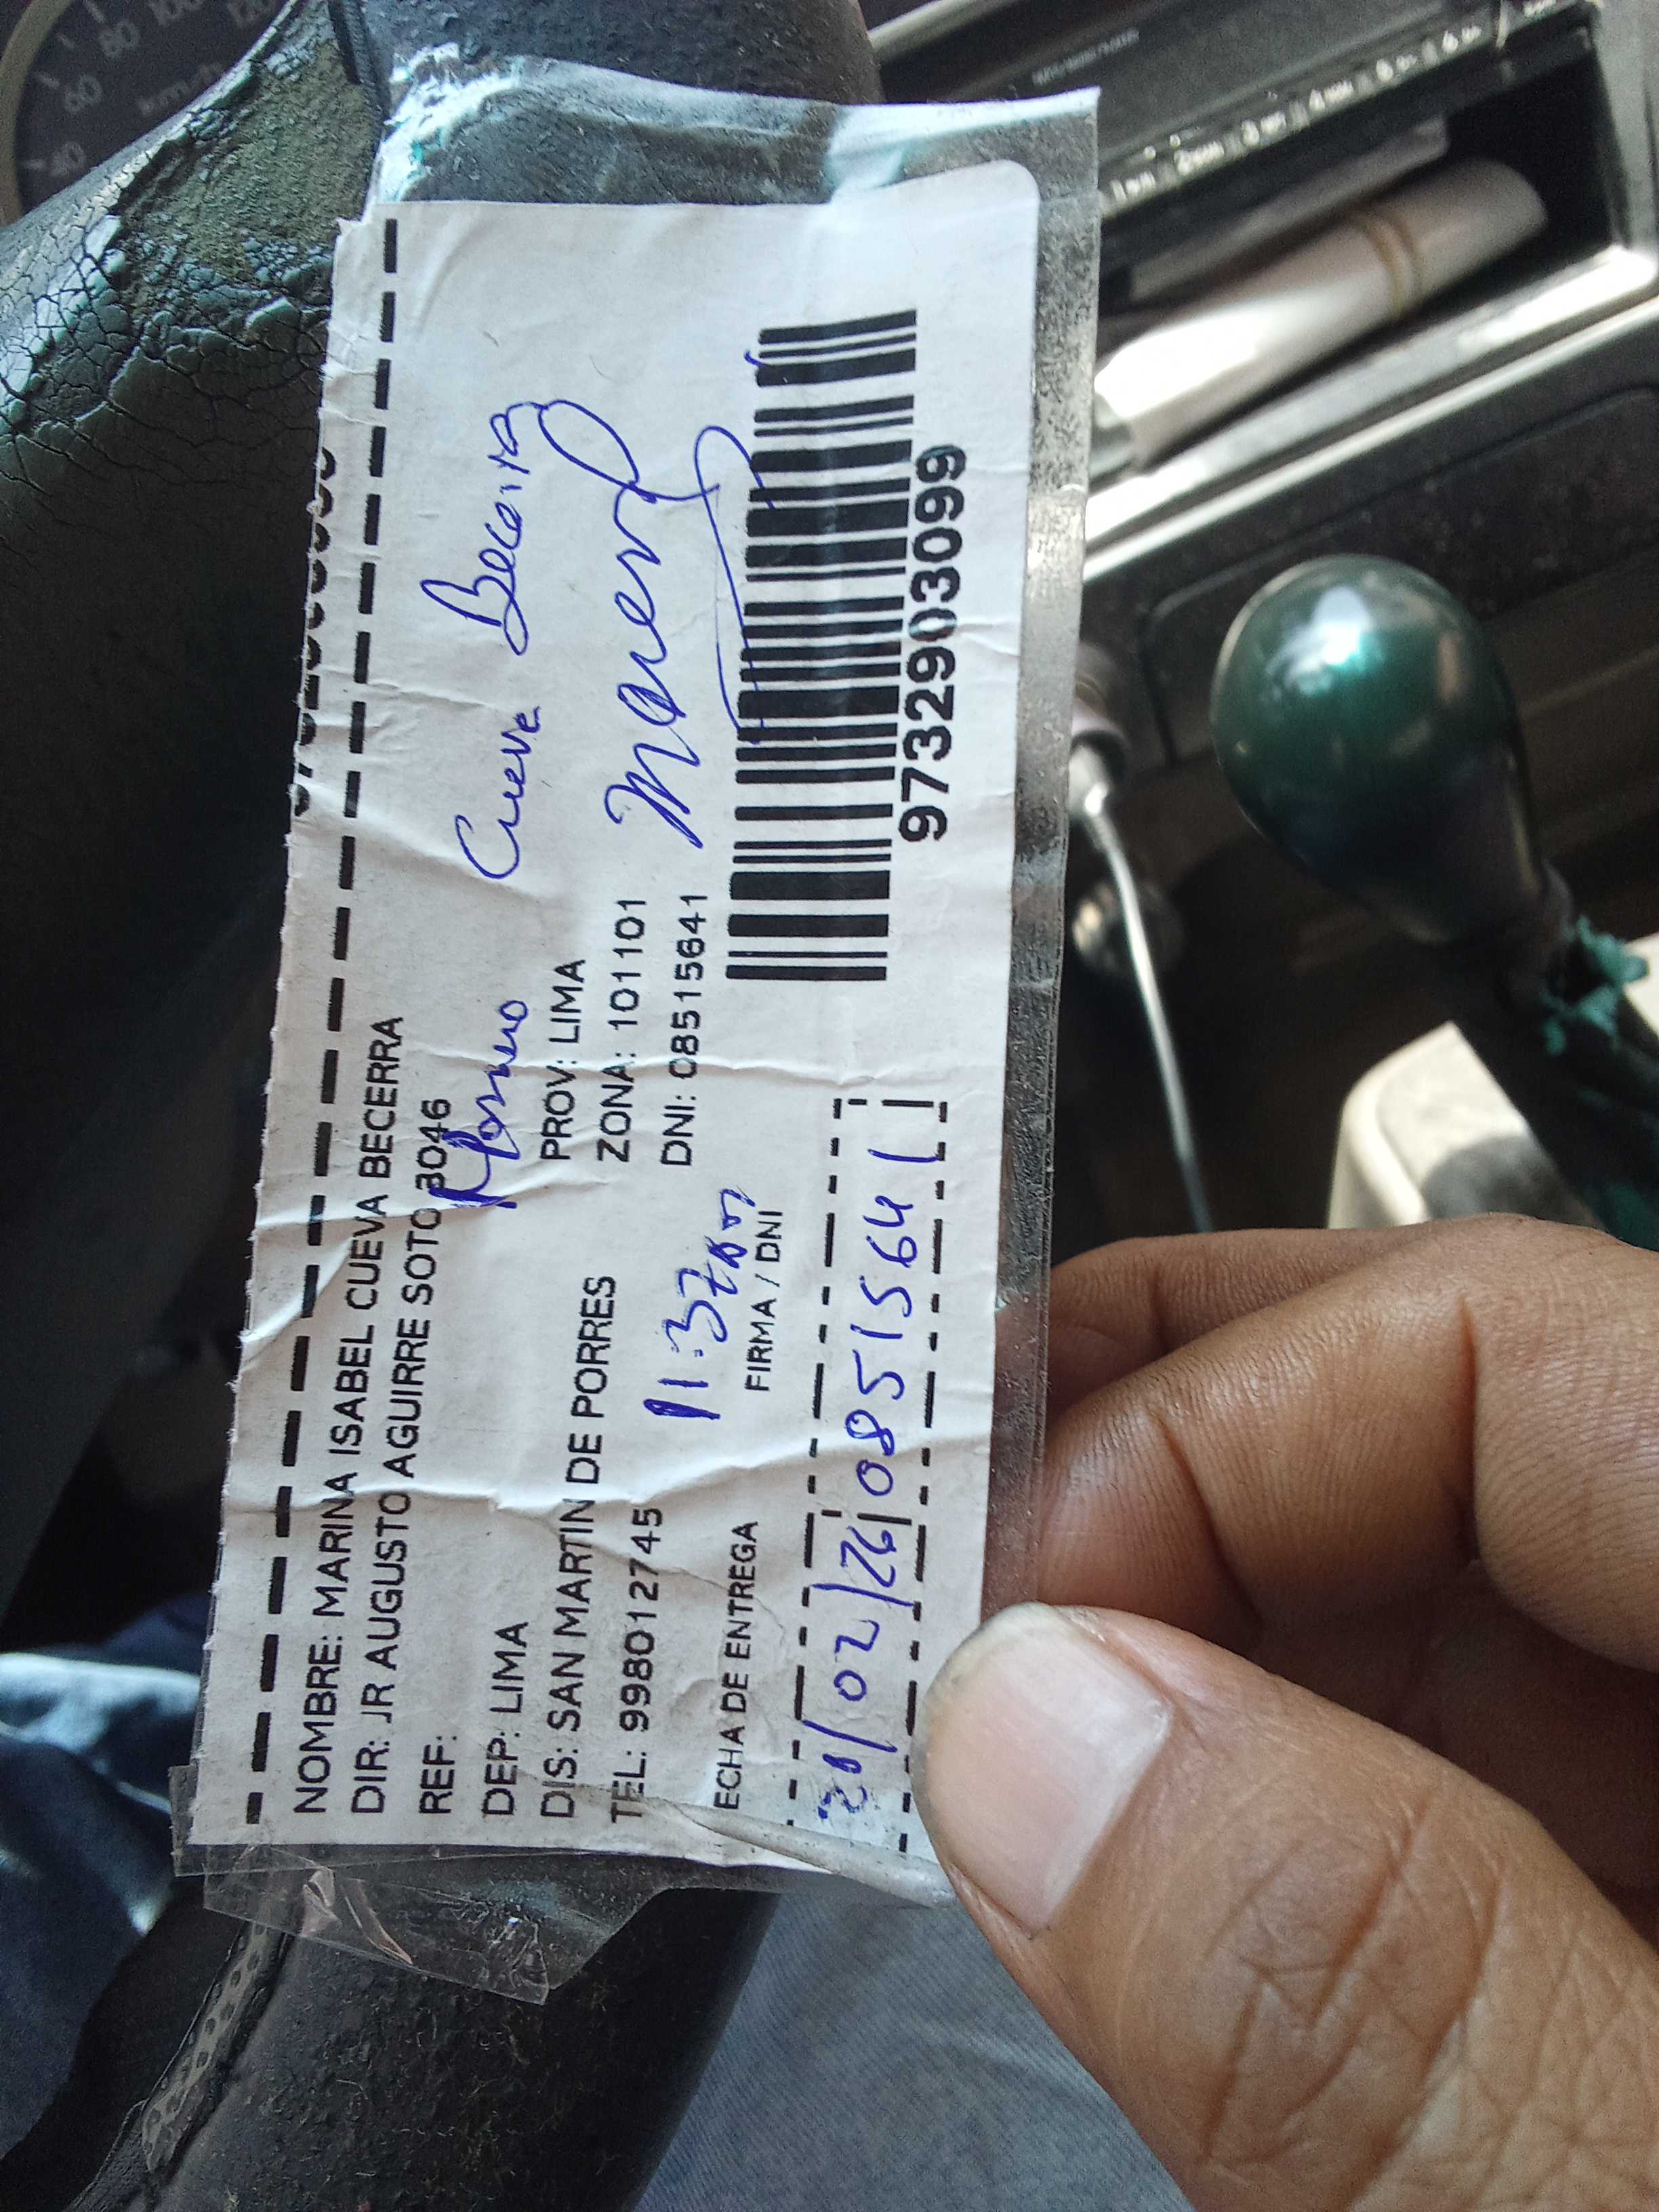 NOMBRE: MARINA ISABEL CUEVA BECERRA
DIR: JR AUGUSTO AGUIRRE SOTO 3046
REF:
Cueva Becerra
DEP: LIMA PROV: LIMA
DIS: SAN MARTIN DE PORRES ZONA: 101101
TEL: 998012745 DNI: 08515641
11:37am
ECHA DE ENTREGA FIRMA / DNI
20/02/26 08515641
9732903099